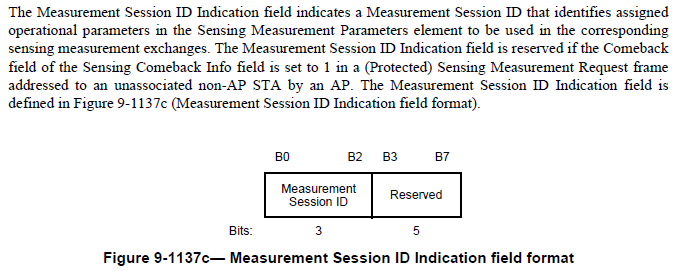 The Measurement Session ID Indication field indicates a Measurement Session ID that identifies assigned
operational parameters in the Sensing Measurement Parameters element to be used in the corresponding
sensing measurement exchanges. The Measurement Session ID Indication field is reserved if the Comeback
field of the Sensing Comeback Info field is set to 1 in a (Protected) Sensing Measurement Request frame
addressed to an unassociated non-AP STA by an AP. The Measurement Session ID Indication field is
defined in Figure 9-1137c (Measurement Session ID Indication field format).
B0 B2 B3 B7
Measurement
Session ID
Reserved
Bits: 3 5
Figure 9-1137c— Measurement Session ID Indication field format